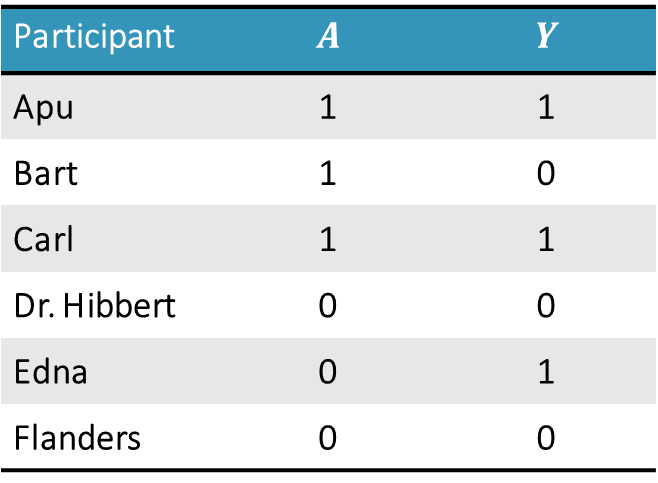 Participant A Y
Apu 1 1
Bart 1 0
Carl 1 1
Dr. Hibbert 0 0
Edna 0 1
Flanders 0 0